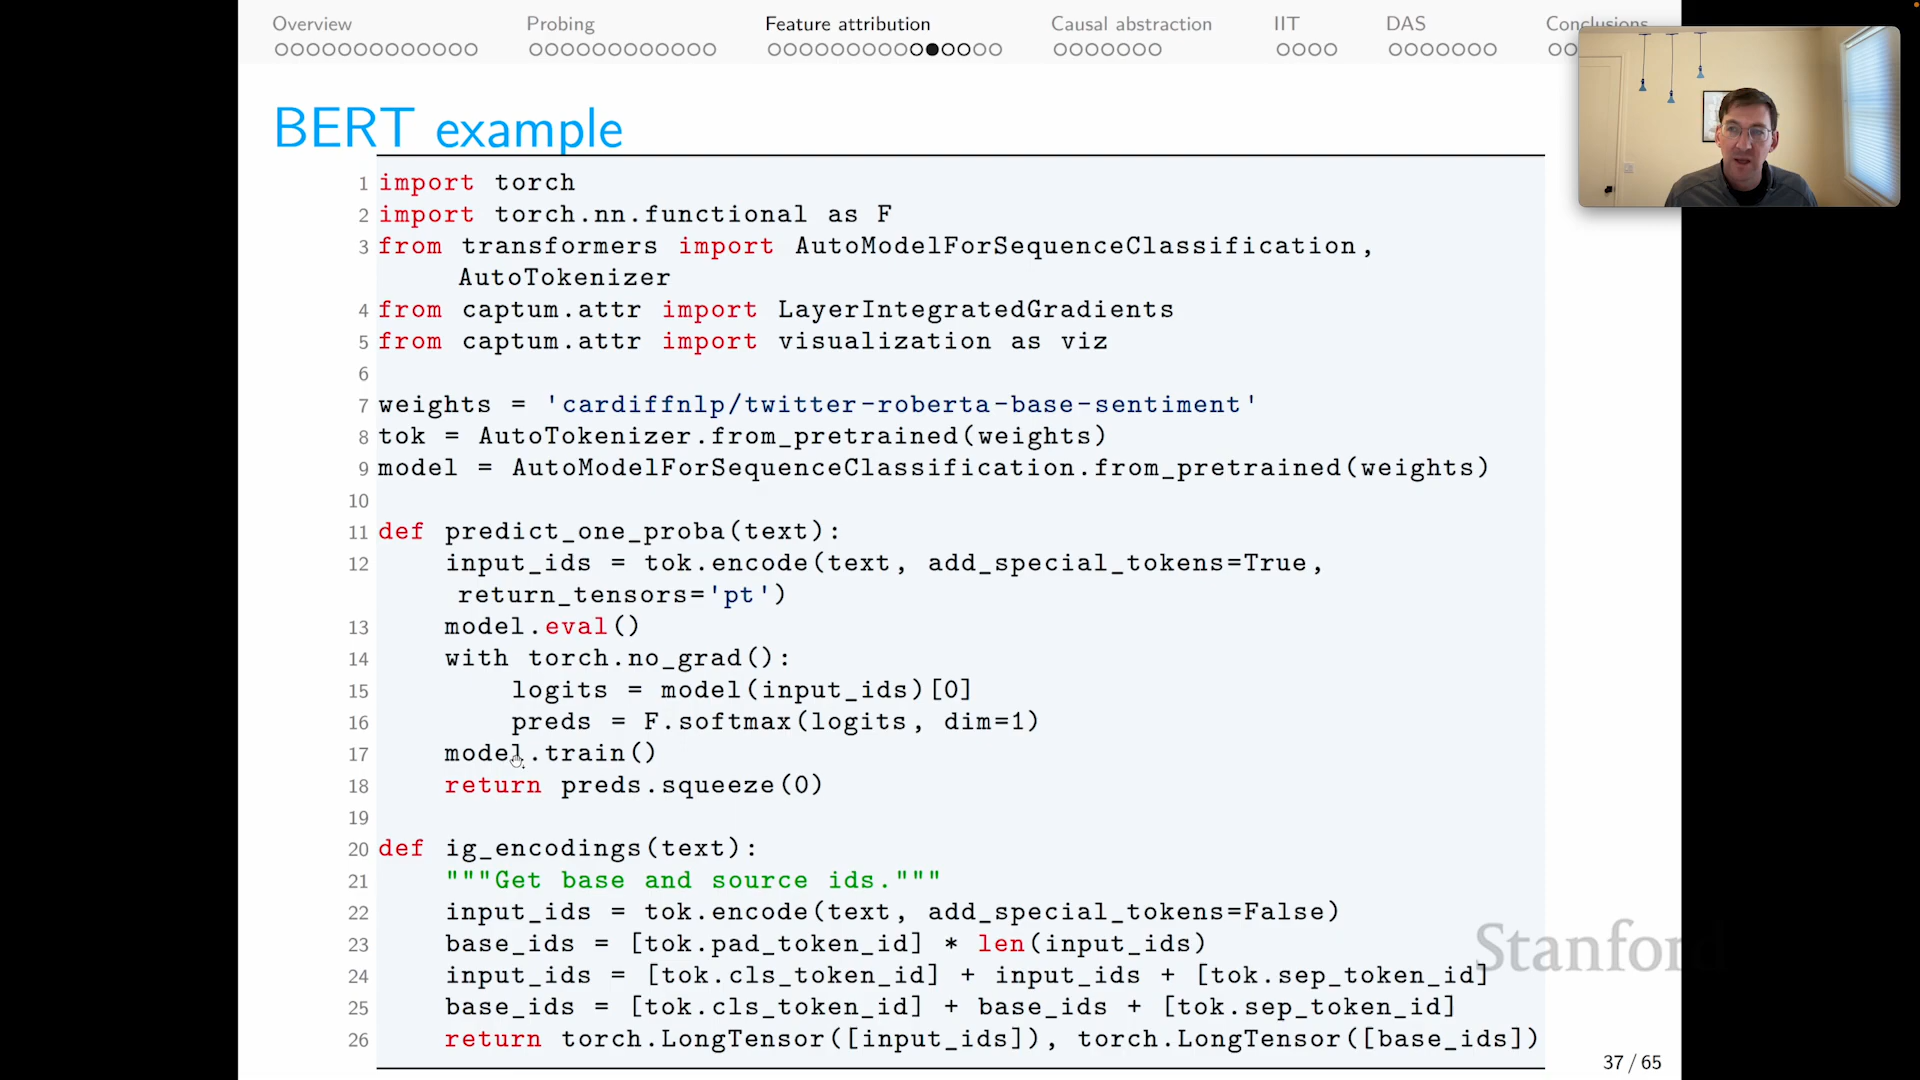 Overview Probing Feature attribution Causal abstraction IIT DAS Conclusions
BERT example
1 import torch
2 import torch.nn.functional as F
3 from transformers import AutoModelForSequenceClassification,
AutoTokenizer
4 from captum.attr import LayerIntegratedGradients
5 from captum.attr import visualization as viz
6
7 weights = 'cardiffnlp/twitter-roberta-base-sentiment'
8 tok = AutoTokenizer.from_pretrained(weights)
9 model = AutoModelForSequenceClassification.from_pretrained(weights)
10
11 def predict_one_proba(text):
12     input_ids = tok.encode(text, add_special_tokens=True,
return_tensors='pt')
13     model.eval()
14     with torch.no_grad():
15         logits = model(input_ids)[0]
16         preds = F.softmax(logits, dim=1)
17     model.train()
18     return preds.squeeze(0)
19
20 def ig_encodings(text):
21     """Get base and source ids."""
22     input_ids = tok.encode(text, add_special_tokens=False)
23     base_ids = [tok.pad_token_id] * len(input_ids)
24     input_ids = [tok.cls_token_id] + input_ids + [tok.sep_token_id]
25     base_ids = [tok.cls_token_id] + base_ids + [tok.sep_token_id]
26     return torch.LongTensor([input_ids]), torch.LongTensor([base_ids])
Stanford
37 / 65